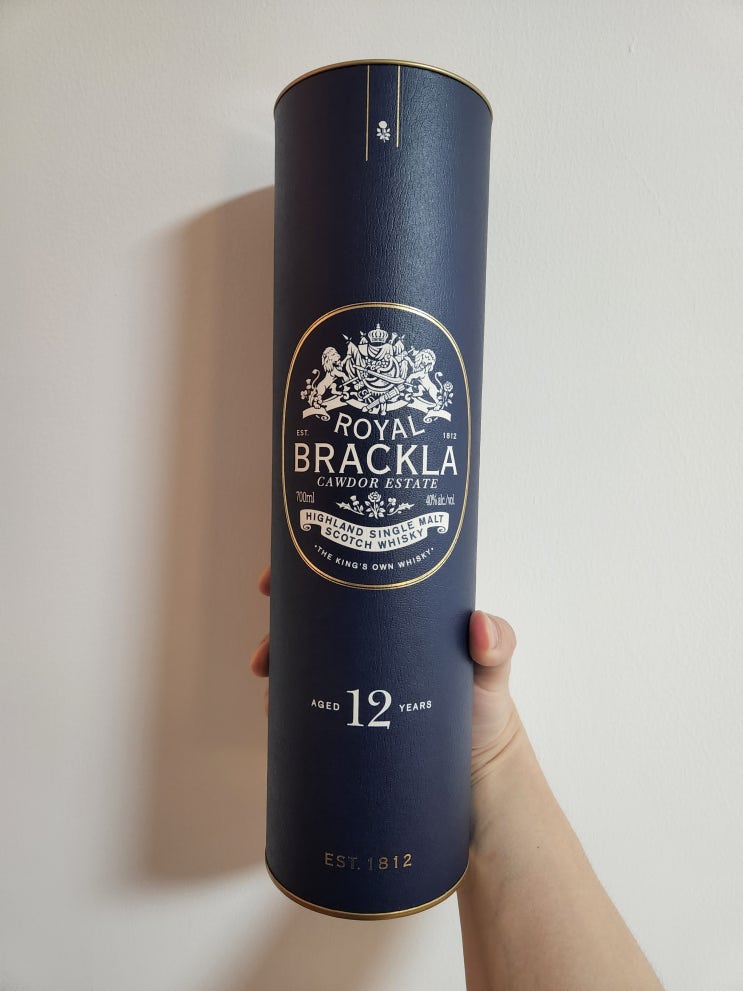 ROYAL
EST. 1812
BRACKLA
CAWDOR ESTATE
700ml 40% alc./vol.
HIGHLAND SINGLE MALT
SCOTCH WHISKY
•THE KING'S OWN WHISKY•
AGED 12 YEARS
EST. 1812